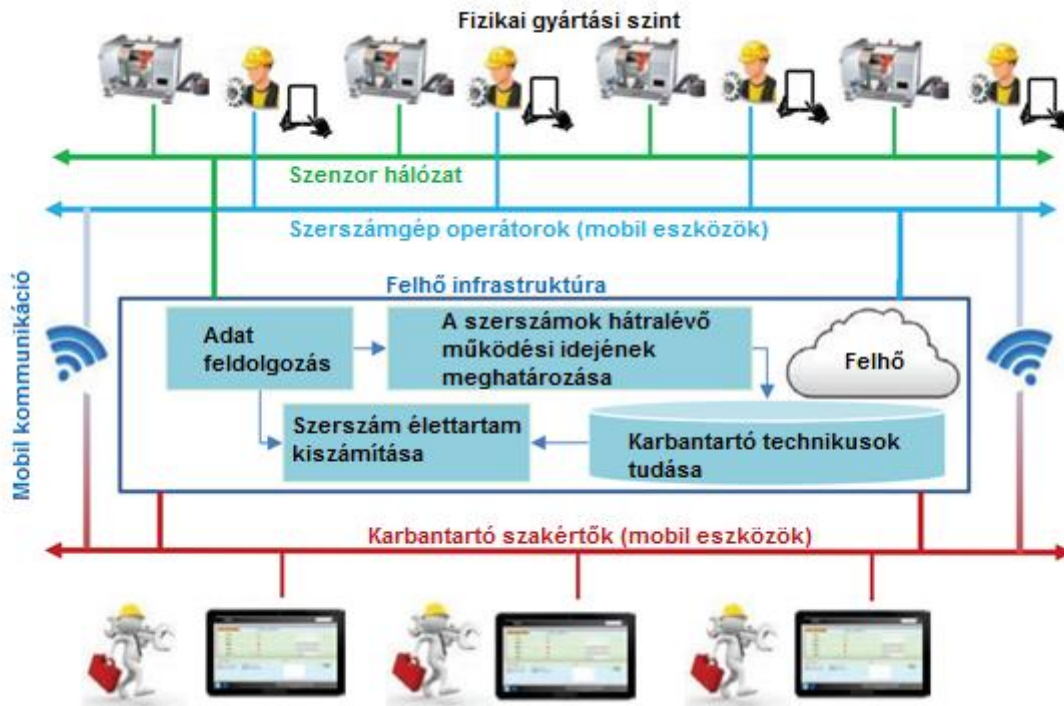 Fizikai gyártási szint
Szenzor hálózat
Szerszámgép operátorok (mobil eszközök)
Mobil kommunikáció
Felhő infrastruktúra
Adat
feldolgozás
A szerszámok hátralévő
működési idejének
meghatározása
Felhő
Szerszám élettartam
kiszámítása
Karbantartó technikusok
tudása
Karbantartó szakértők (mobil eszközök)